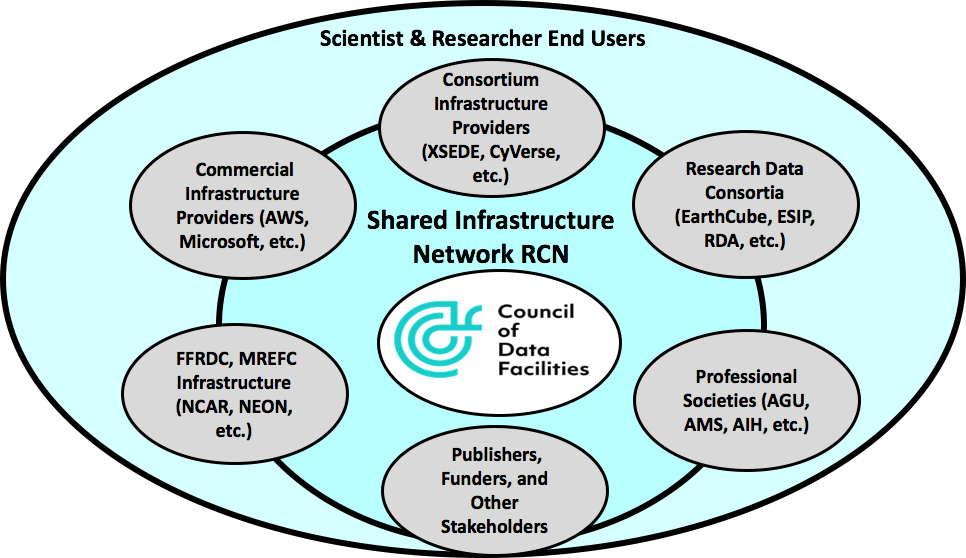 Scientist & Researcher End Users
Consortium
Infrastructure
Providers
(XSEDE, CyVerse,
etc.)
Commercial
Infrastructure
Providers (AWS,
Microsoft, etc.)
Research Data
Consortia
(EarthCube, ESIP,
RDA, etc.)
Shared Infrastructure
Network RCN
Council
of
Data
Facilities
FFRDC, MREFC
Infrastructure
(NCAR, NEON,
etc.)
Professional
Societies (AGU,
AMS, AIH, etc.)
Publishers,
Funders, and
Other
Stakeholders